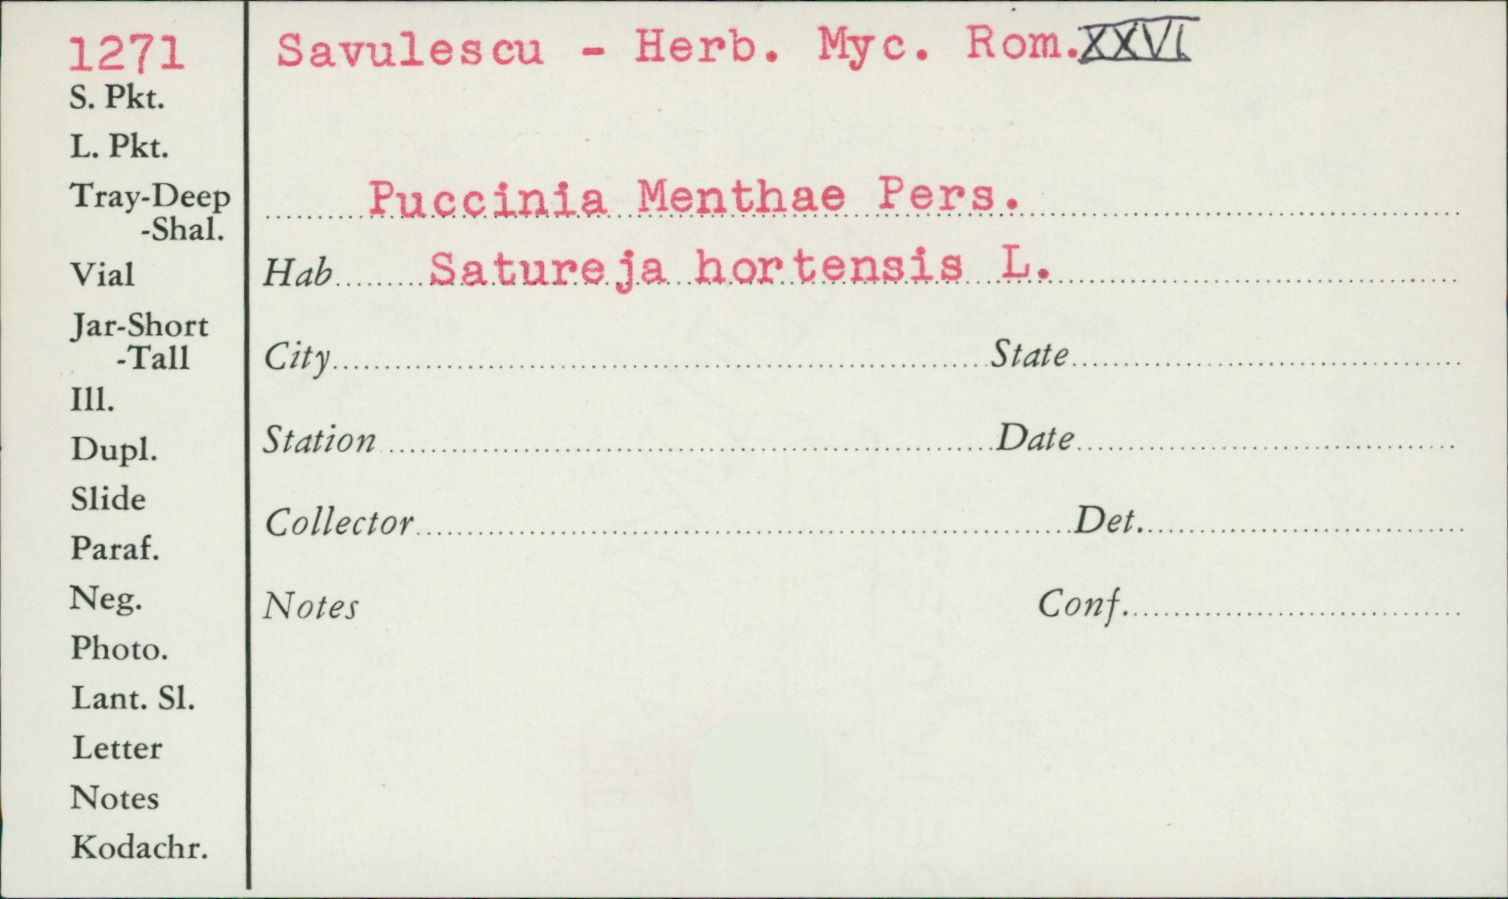 1271 Savulescu - Herb. Myc. Rom. XXVI
S. Pkt.
L. Pkt.
Tray-Deep
-Shal.
Puccinia Menthae Pers.
Vial
Hab Satureja hortensis L.
Jar-Short
-Tall
City State
Ill.
Dupl.
Station Date
Slide
Collector Det.
Paraf.
Neg.
Notes Conf.
Photo.
Lant. Sl.
Letter
Notes
Kodachr.